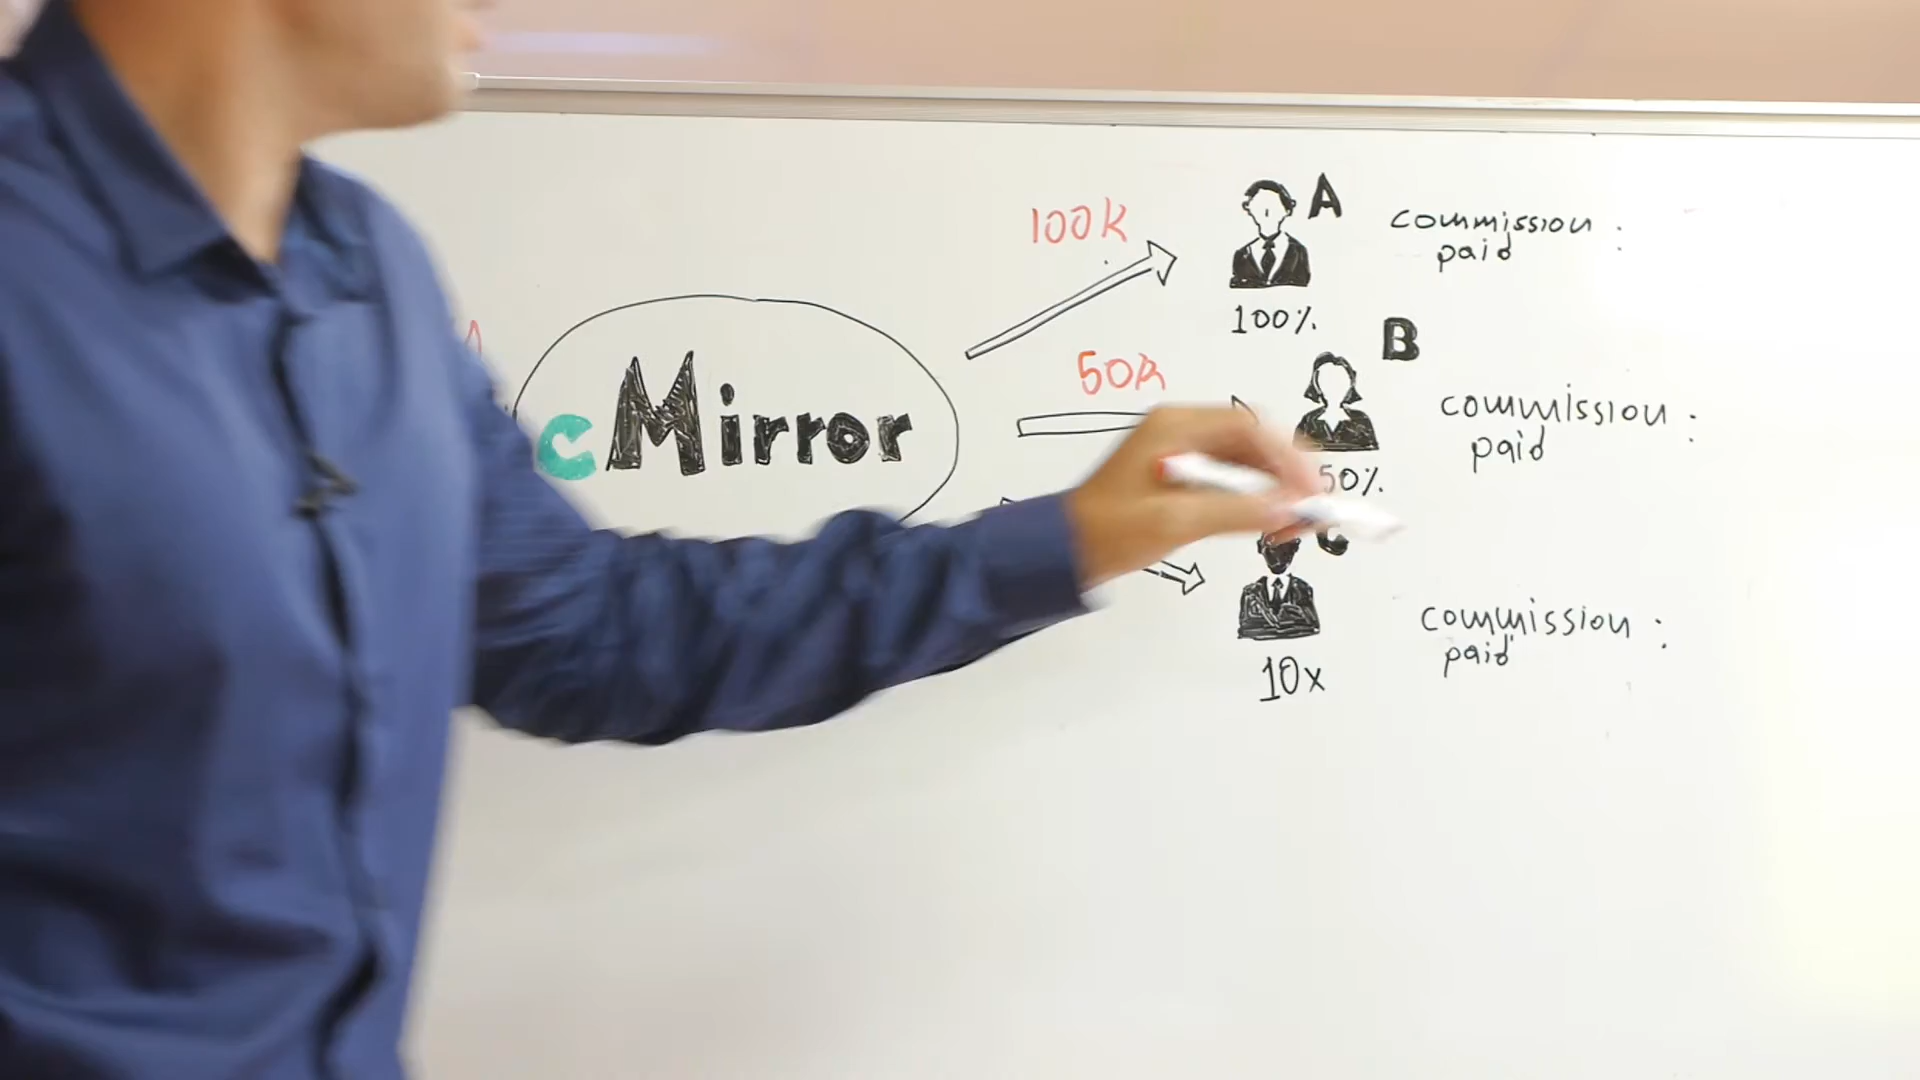 100k
A
commission :
paid
100%
cMirror
50k
B
commission :
paid
50%
C
commission :
paid
10x